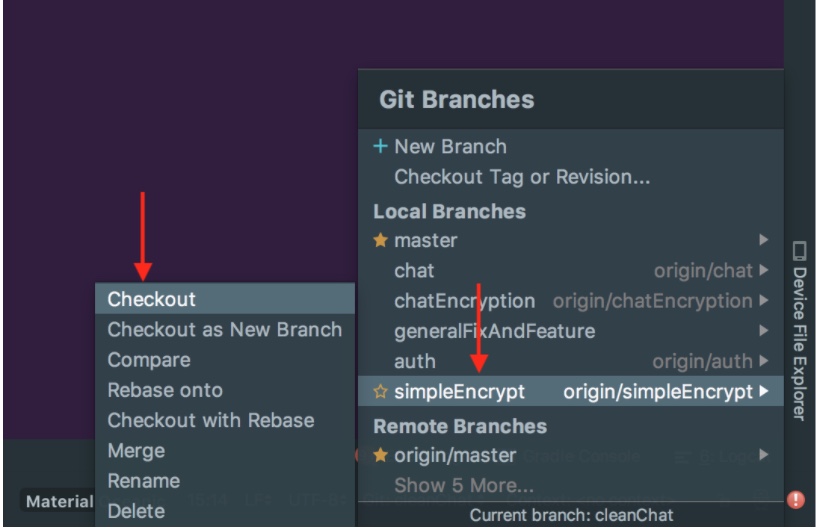 Git Branches
+ New Branch
Checkout Tag or Revision...
Local Branches
master
chat origin/chat
chatEncryption origin/chatEncryption
generalFixAndFeature
auth origin/auth
simpleEncrypt origin/simpleEncrypt
Remote Branches
origin/master
Show 5 More...
Current branch: cleanChat
Checkout
Checkout as New Branch
Compare
Rebase onto
Checkout with Rebase
Merge
Rename
Delete
Material
Device File Explorer